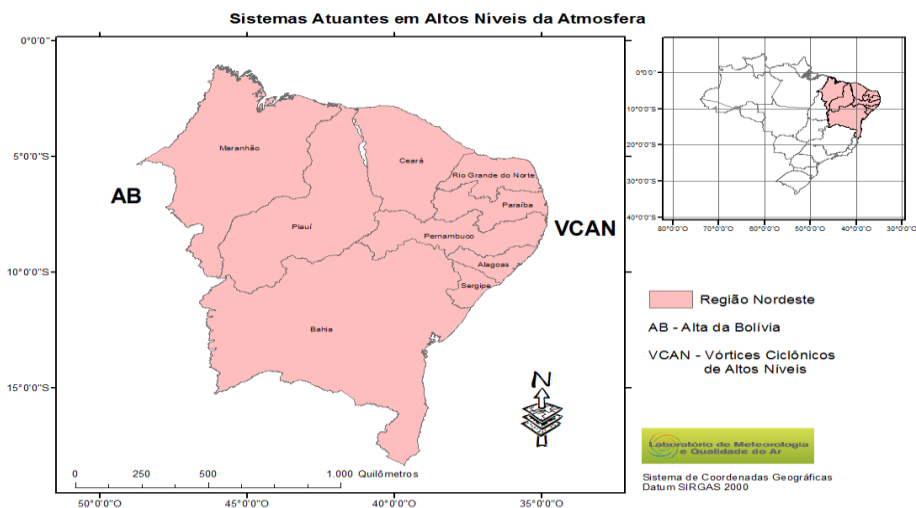 Sistemas Atuantes em Altos Níveis da Atmosfera
0°0'0"
5°0'0"S
10°0'0"S
15°0'0"S
50°0'0"O 45°0'0"O 40°0'0"O 35°0'0"O
Maranhão
Ceará
Rio Grande do Norte
Paraíba
Piauí
Pernambuco
Alagoas
Sergipe
Bahia
AB
VCAN
N
0 250 500 1.000 Quilômetros
0°0'0"
10°0'0"S
20°0'0"S
30°0'0"S
40°0'0"S
80°0'0"O 70°0'0"O 60°0'0"O 50°0'0"O 40°0'0"O 30°0'0"O
Região Nordeste
AB - Alta da Bolívia
VCAN - Vórtices Ciclônicos
de Altos Níveis
Laboratório de Meteorologia
e Qualidade do Ar
Sistema de Coordenadas Geográficas
Datum SIRGAS 2000